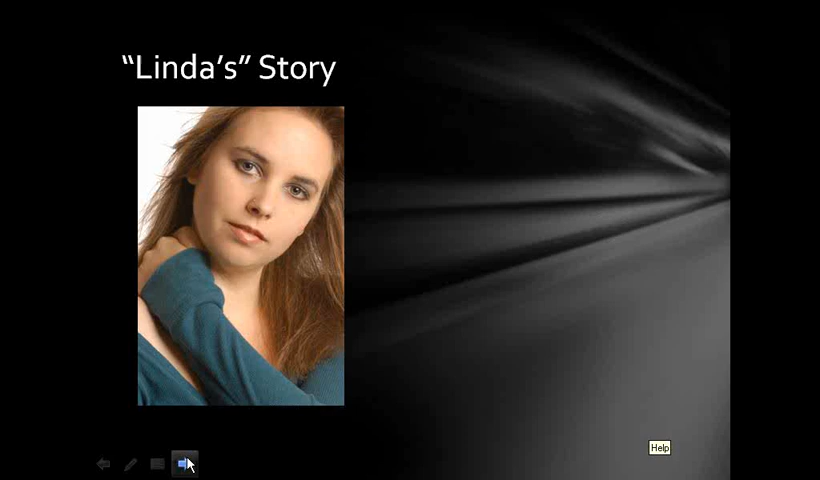 “Linda’s” Story
Help